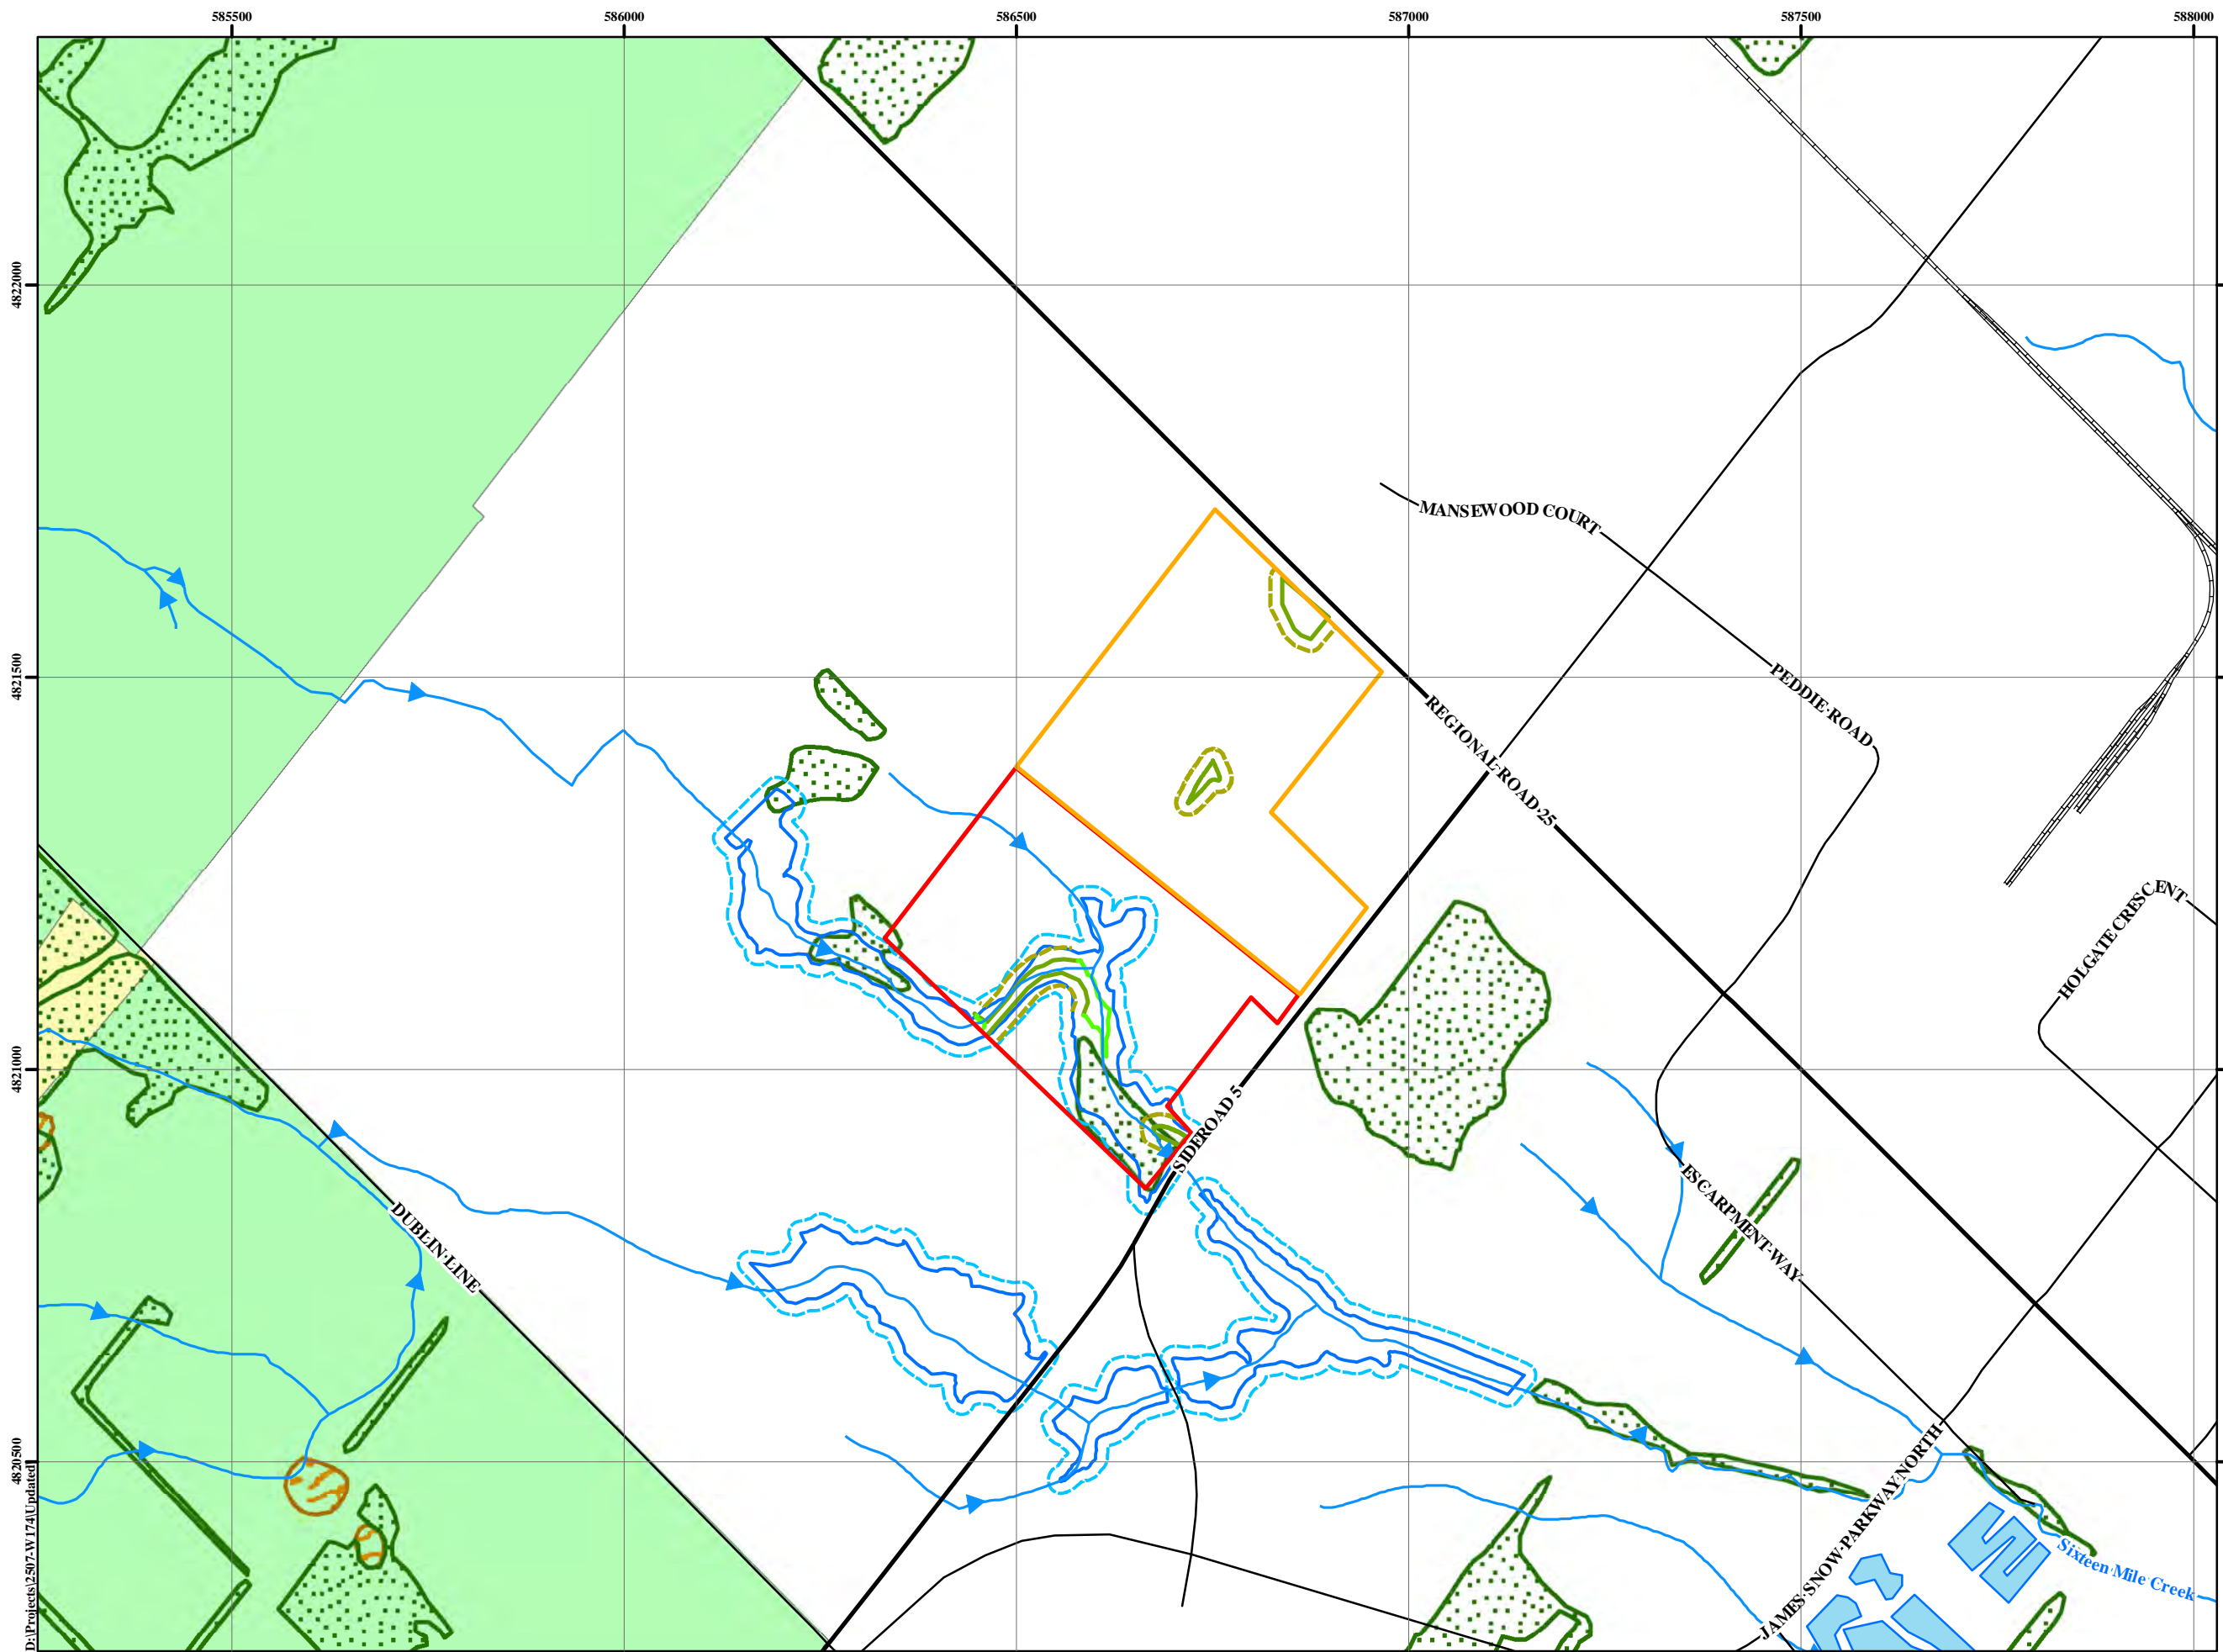 585500
586000
586500
587000
587500
588000
4822000
4821500
4821000
4820500
MANSEWOOD COURT
PEDDIE ROAD
REGIONAL ROAD 25
HOLGATE CRESCENT
SIDEROAD 5
ESCARPMENT WAY
DUBLIN LINE
JAMES SNOW PARKWAY NORTH
Sixteen Mile Creek
D:\Projects\2507-W174\Updated\